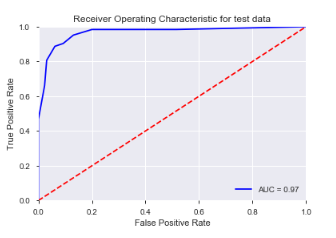 Receiver Operating Characteristic for test data
1.0
0.8
0.6
0.4
0.2
0.0
True Positive Rate
0.0 0.2 0.4 0.6 0.8 1.0
False Positive Rate
AUC = 0.97